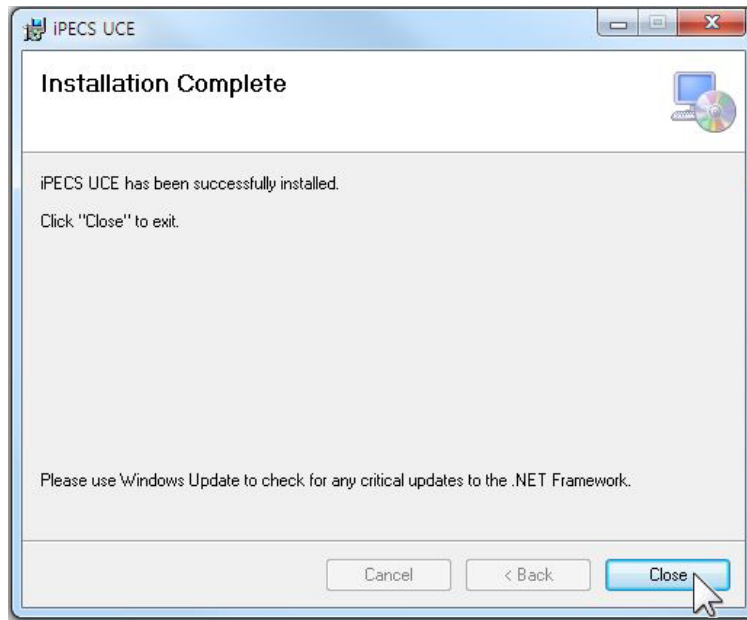 iPECS UCE
Installation Complete
iPECS UCE has been successfully installed.
Click "Close" to exit.
Please use Windows Update to check for any critical updates to the .NET Framework.
Cancel
< Back
Close